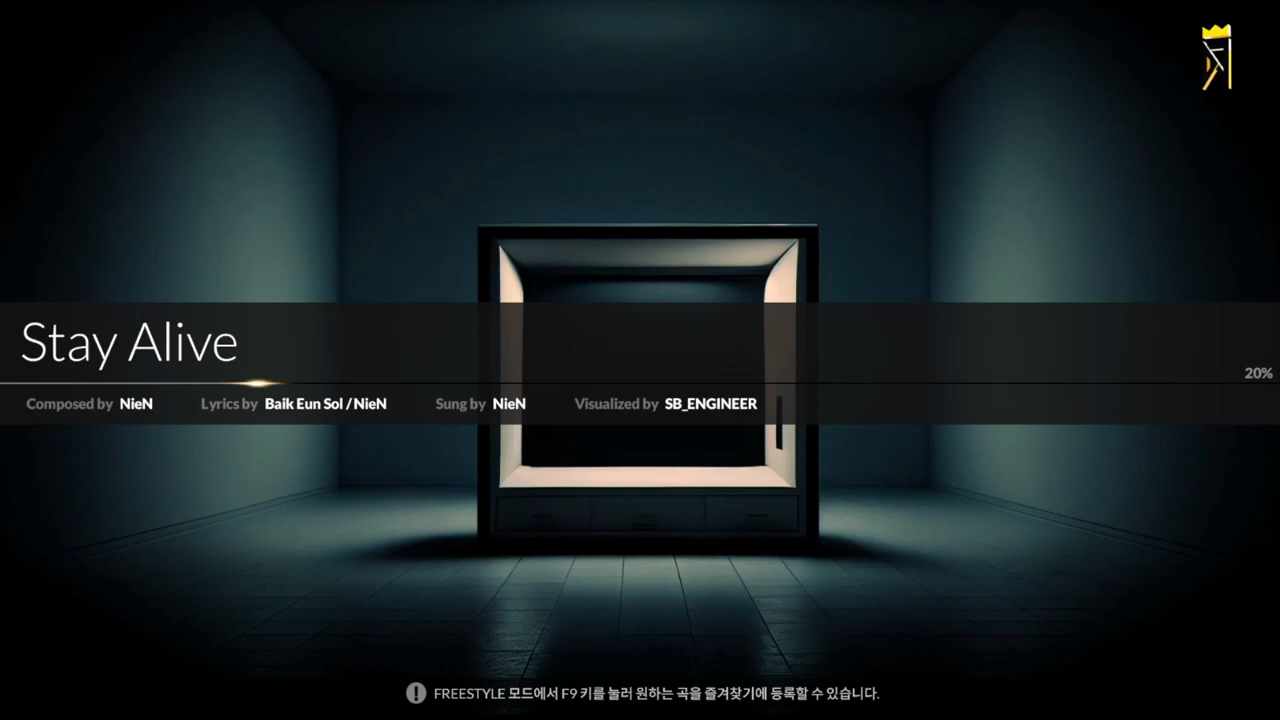 Stay Alive
20%
Composed by NieN Lyrics by Baik Eun Sol / NieN Sung by NieN Visualized by SB_ENGINEER
FREESTYLE 모드에서 F9 키를 눌러 원하는 곡을 즐겨찾기에 등록할 수 있습니다.